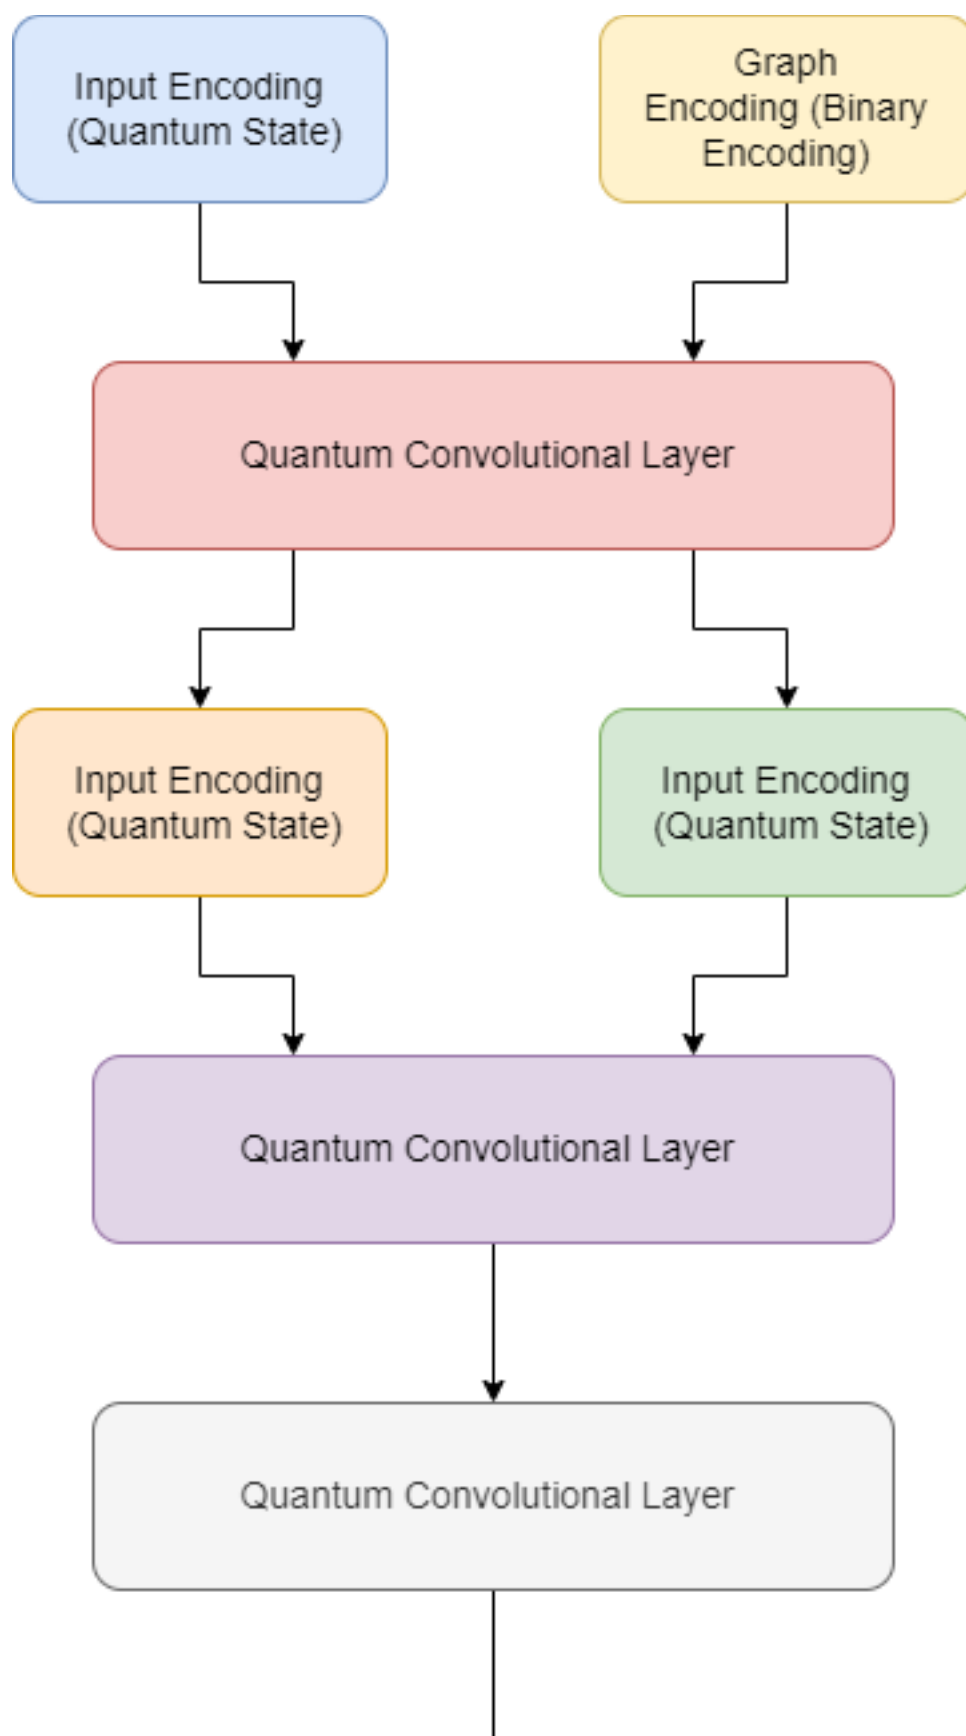 Input Encoding
(Quantum State)
Graph
Encoding (Binary
Encoding)
Quantum Convolutional Layer
Input Encoding
(Quantum State)
Input Encoding
(Quantum State)
Quantum Convolutional Layer
Quantum Convolutional Layer